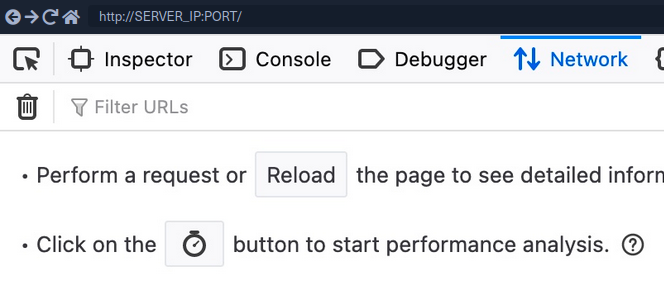 http://SERVER_IP:PORT/
Inspector Console Debugger Network
Filter URLs
• Perform a request or Reload the page to see detailed inforn
• Click on the button to start performance analysis.